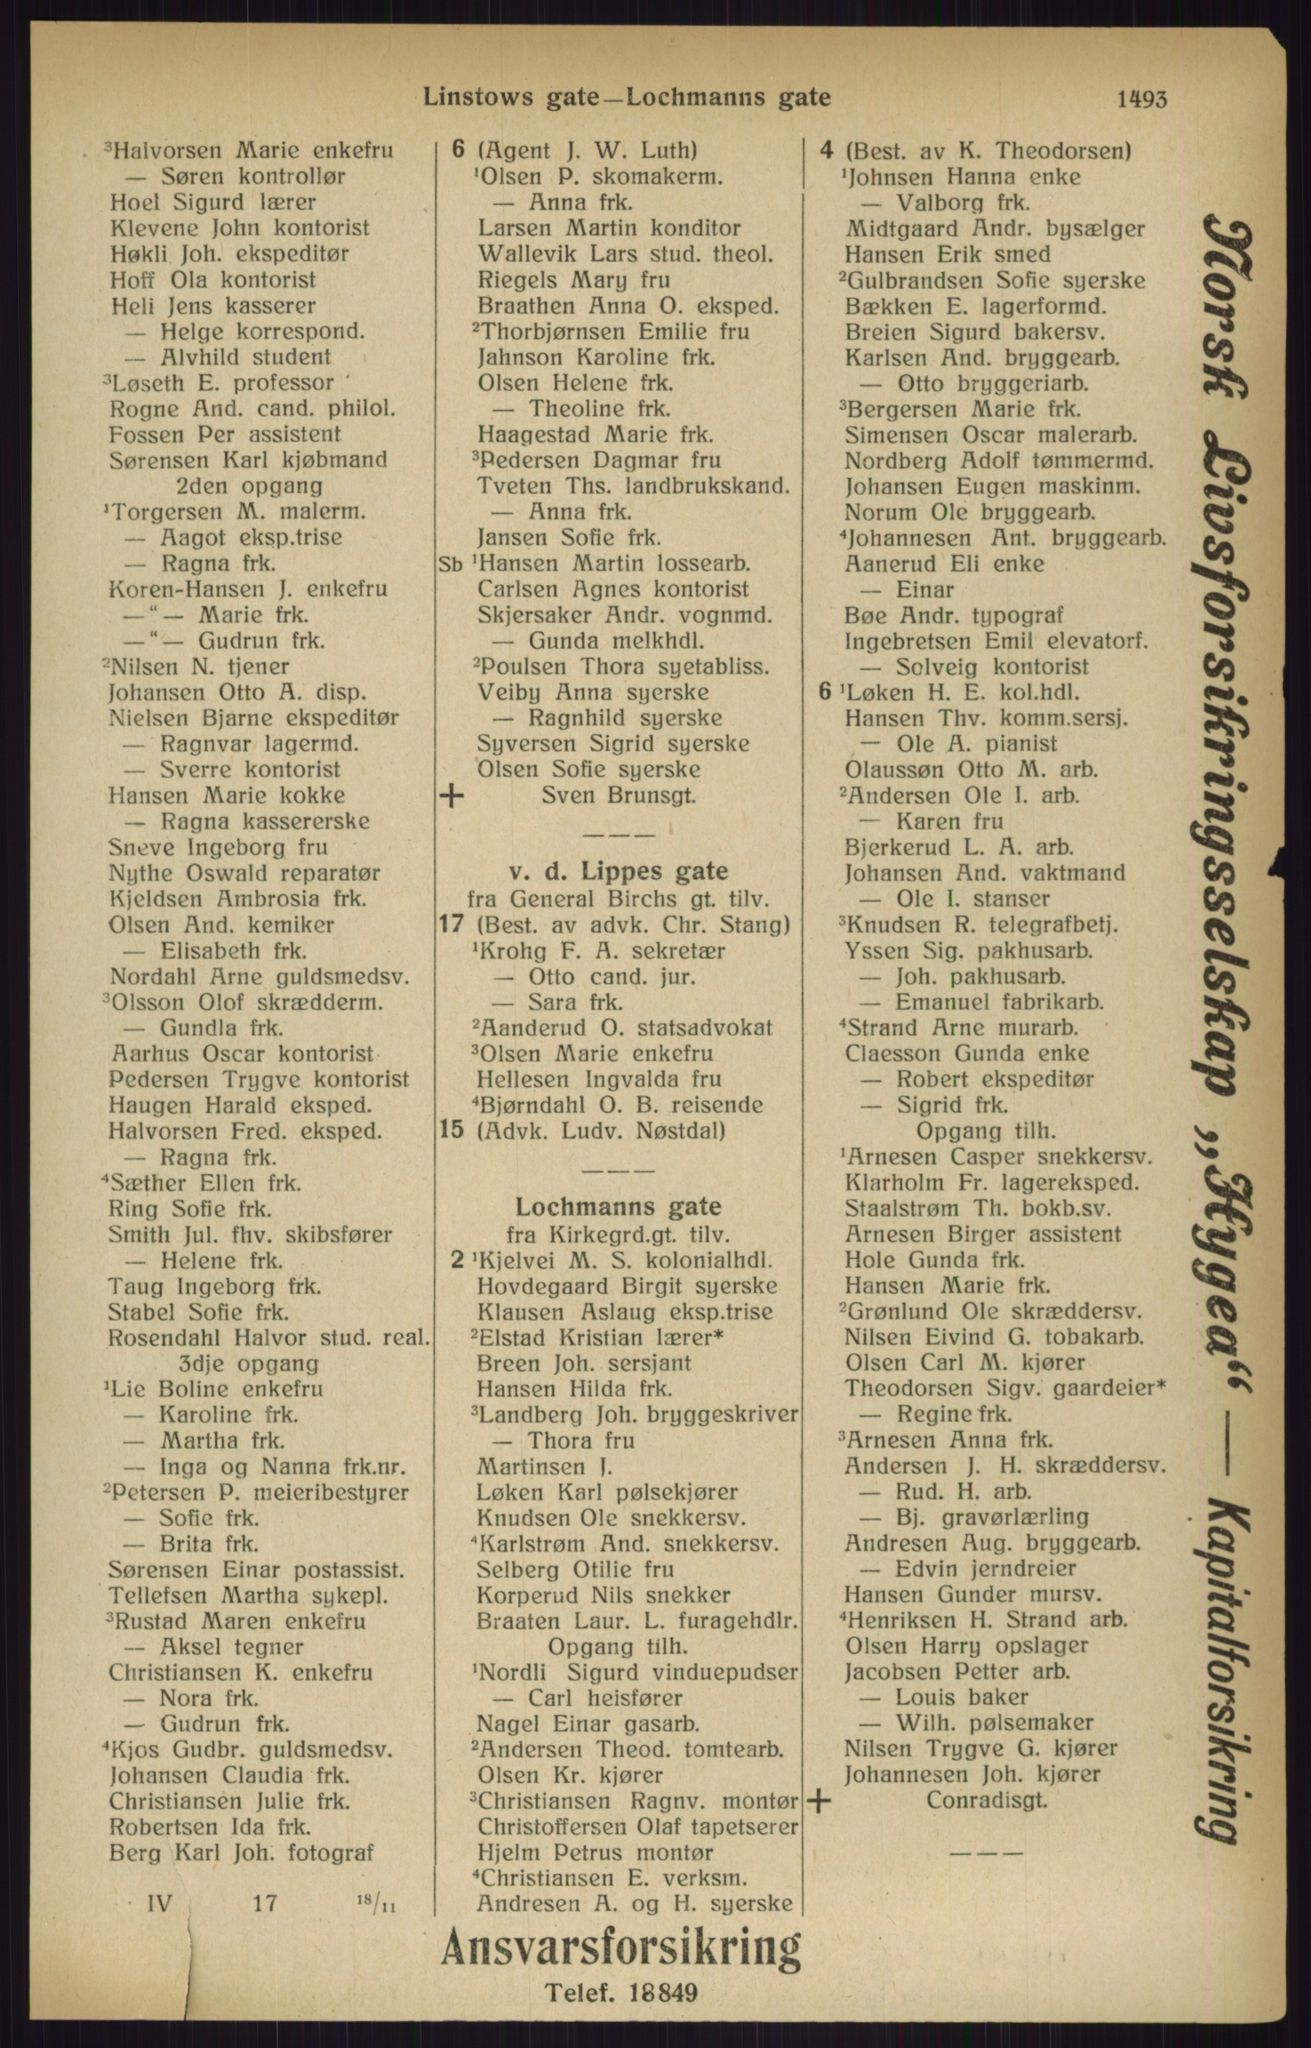 Linstows gate—Lochmanns gate 1493
³Halvorsen Marie enkefru
— Søren kontrollør
Hoel Sigurd lærer
Klevene John kontorist
Høkli Joh. ekspeditør
Hoff Ola kontorist
Heli Jens kasserer
— Helge korrespond.
— Alvhild student
³Løseth E. professor
Rogne And. cand. philol.
Fossen Per assistent
Sørensen Karl kjøbmand
2den opgang
¹Torgersen M. malerm.
— Aagot eksp.trise
— Ragna frk.
Koren-Hansen J. enkefru
—"— Marie frk.
—"— Gudrun frk.
²Nilsen N. tjener
Johansen Otto A. disp.
Nielsen Bjarne ekspeditør
— Ragnvar lagermd.
— Sverre kontorist
Hansen Marie kokke
— Ragna kassererske
Sneve Ingeborg fru
Nythe Oswald reparatør
Kjeldsen Ambrosia frk.
Olsen And. kemiker
— Elisabeth frk.
Nordahl Arne guldsmedsv.
³Olsson Olof skrædderm.
— Gundla frk.
Aarhus Oscar kontorist
Pedersen Trygve kontorist
Haugen Harald eksped.
Halvorsen Fred. eksped.
— Ragna frk.
⁴Sæther Ellen frk.
Ring Sofie frk.
Smith Jul. fhv. skibsfører
— Helene frk.
Taug Ingeborg frk.
Stabel Sofie frk.
Rosendahl Halvor stud. real.
3dje opgang
¹Lie Boline enkefru
— Karoline frk.
— Martha frk.
— Inga og Nanna frk.nr.
²Petersen P. meieribestyrer
— Sofie frk.
— Brita frk.
Sørensen Einar postassist.
Tellefsen Martha sykepl.
³Rustad Maren enkefru
— Aksel tegner
Christiansen K. enkefru
— Nora frk.
— Gudrun frk.
⁴Kjos Gudbr. guldsmedsv.
Johansen Claudia frk.
Christiansen Julie frk.
Robertsen Ida frk.
Berg Karl Joh. fotograf
IV 17 18/11
6 (Agent J. W. Luth)
¹Olsen P. skomakerm.
— Anna frk.
Larsen Martin konditor
Wallevik Lars stud. theol.
Riegels Mary fru
Braathen Anna O. eksped.
²Thorbjørnsen Emilie fru
Jahnson Karoline frk.
Olsen Helene frk.
— Theoline frk.
Haagestad Marie frk.
³Pedersen Dagmar fru
Tveten Ths. landbrukskand.
— Anna frk.
Jansen Sofie frk.
Sb ¹Hansen Martin lossearb.
Carlsen Agnes kontorist
Skjersaker Andr. vognmd.
— Gunda melkhdl.
²Poulsen Thora syetabliss.
Veiby Anna syerske
— Ragnhild syerske
Syversen Sigrid syerske
Olsen Sofie syerske
+ Sven Brunsgt.
———
v. d. Lippes gate
fra General Birchs gt. tilv.
17 (Best. av advk. Chr. Stang)
¹Krohg F. A. sekretær
— Otto cand. jur.
— Sara frk.
²Aanderud O. statsadvokat
³Olsen Marie enkefru
Hellesen Ingvalda fru
⁴Bjørndahl O. B. reisende
15 (Advk. Ludv. Nøstdal)
———
Lochmanns gate
fra Kirkegrd.gt. tilv.
2 ¹Kjelvei M. S. kolonialhdl.
Hovdegaard Birgit syerske
Klausen Aslaug eksp.trise
²Elstad Kristian lærer*
Breen Joh. sersjant
Hansen Hilda frk.
³Landberg Joh. bryggeskriver
— Thora fru
Martinsen J.
Løken Karl pølsekjører
Knudsen Ole snekkersv.
⁴Karlstrøm And. snekkersv.
Selberg Otilie fru
Korperud Nils snekker
Braaten Laur. L. furagehdlr.
Opgang tilh.
¹Nordli Sigurd vinduepudser
— Carl heisfører
Nagel Einar gasarb.
²Andersen Theod. tomtearb.
Olsen Kr. kjører
³Christiansen Ragnv. montør
Christoffersen Olaf tapetserer
Hjelm Petrus montør
⁴Christiansen E. verksm.
Andresen A. og H. syerske
4 (Best. av K. Theodorsen)
¹Johnsen Hanna enke
— Valborg frk.
Midtgaard Andr. bysælger
Hansen Erik smed
²Gulbrandsen Sofie syerske
Bækken E. lagerformd.
Breien Sigurd bakersv.
Karlsen And. bryggearb.
— Otto bryggeriarb.
³Bergersen Marie frk.
Simensen Oscar malerarb.
Nordberg Adolf tømmermd.
Johansen Eugen maskinm.
Norum Ole bryggearb.
⁴Johannesen Ant. bryggearb.
Aanerud Eli enke
— Einar
Bøe Andr. typograf
Ingebretsen Emil elevatorf.
— Solveig kontorist
6 ¹Løken H. E. kol.hdl.
Hansen Thv. komm.sersj.
— Ole A. pianist
Olaussøn Otto M. arb.
²Andersen Ole I. arb.
— Karen fru
Bjerkerud L. A. arb.
Johansen And. vaktmand
— Ole I. stanser
³Knudsen R. telegrafbetj.
Yssen Sig. pakhusarb.
— Joh. pakhusarb.
— Emanuel fabrikarb.
⁴Strand Arne murarb.
Claesson Gunda enke
— Robert ekspeditør
— Sigrid frk.
Opgang tilh.
¹Arnesen Casper snekkersv.
Klarholm Fr. lagereksped.
Staalstrøm Th. bokb.sv.
Arnesen Birger assistent
Hole Gunda frk.
Hansen Marie frk.
²Grønlund Ole skræddersv.
Nilsen Eivind G. tobakarb.
Olsen Carl M. kjører
Theodorsen Sigv. gaardeier*
— Regine frk.
³Arnesen Anna frk.
Andersen J. H. skræddersv.
— Rud. H. arb.
— Bj. gravørlærling
Andresen Aug. bryggearb.
— Edvin jerndreier
Hansen Gunder mursv.
⁴Henriksen H. Strand arb.
Olsen Harry opslager
Jacobsen Petter arb.
— Louis baker
— Wilh. pølsemaker
Nilsen Trygve G. kjører
Johannesen Joh. kjører
+ Conradisgt.
———
Norsk Livsforsikringsselskap „Hygea“ — Kapitalforsikring
Ansvarsforsikring
Telef. 18849